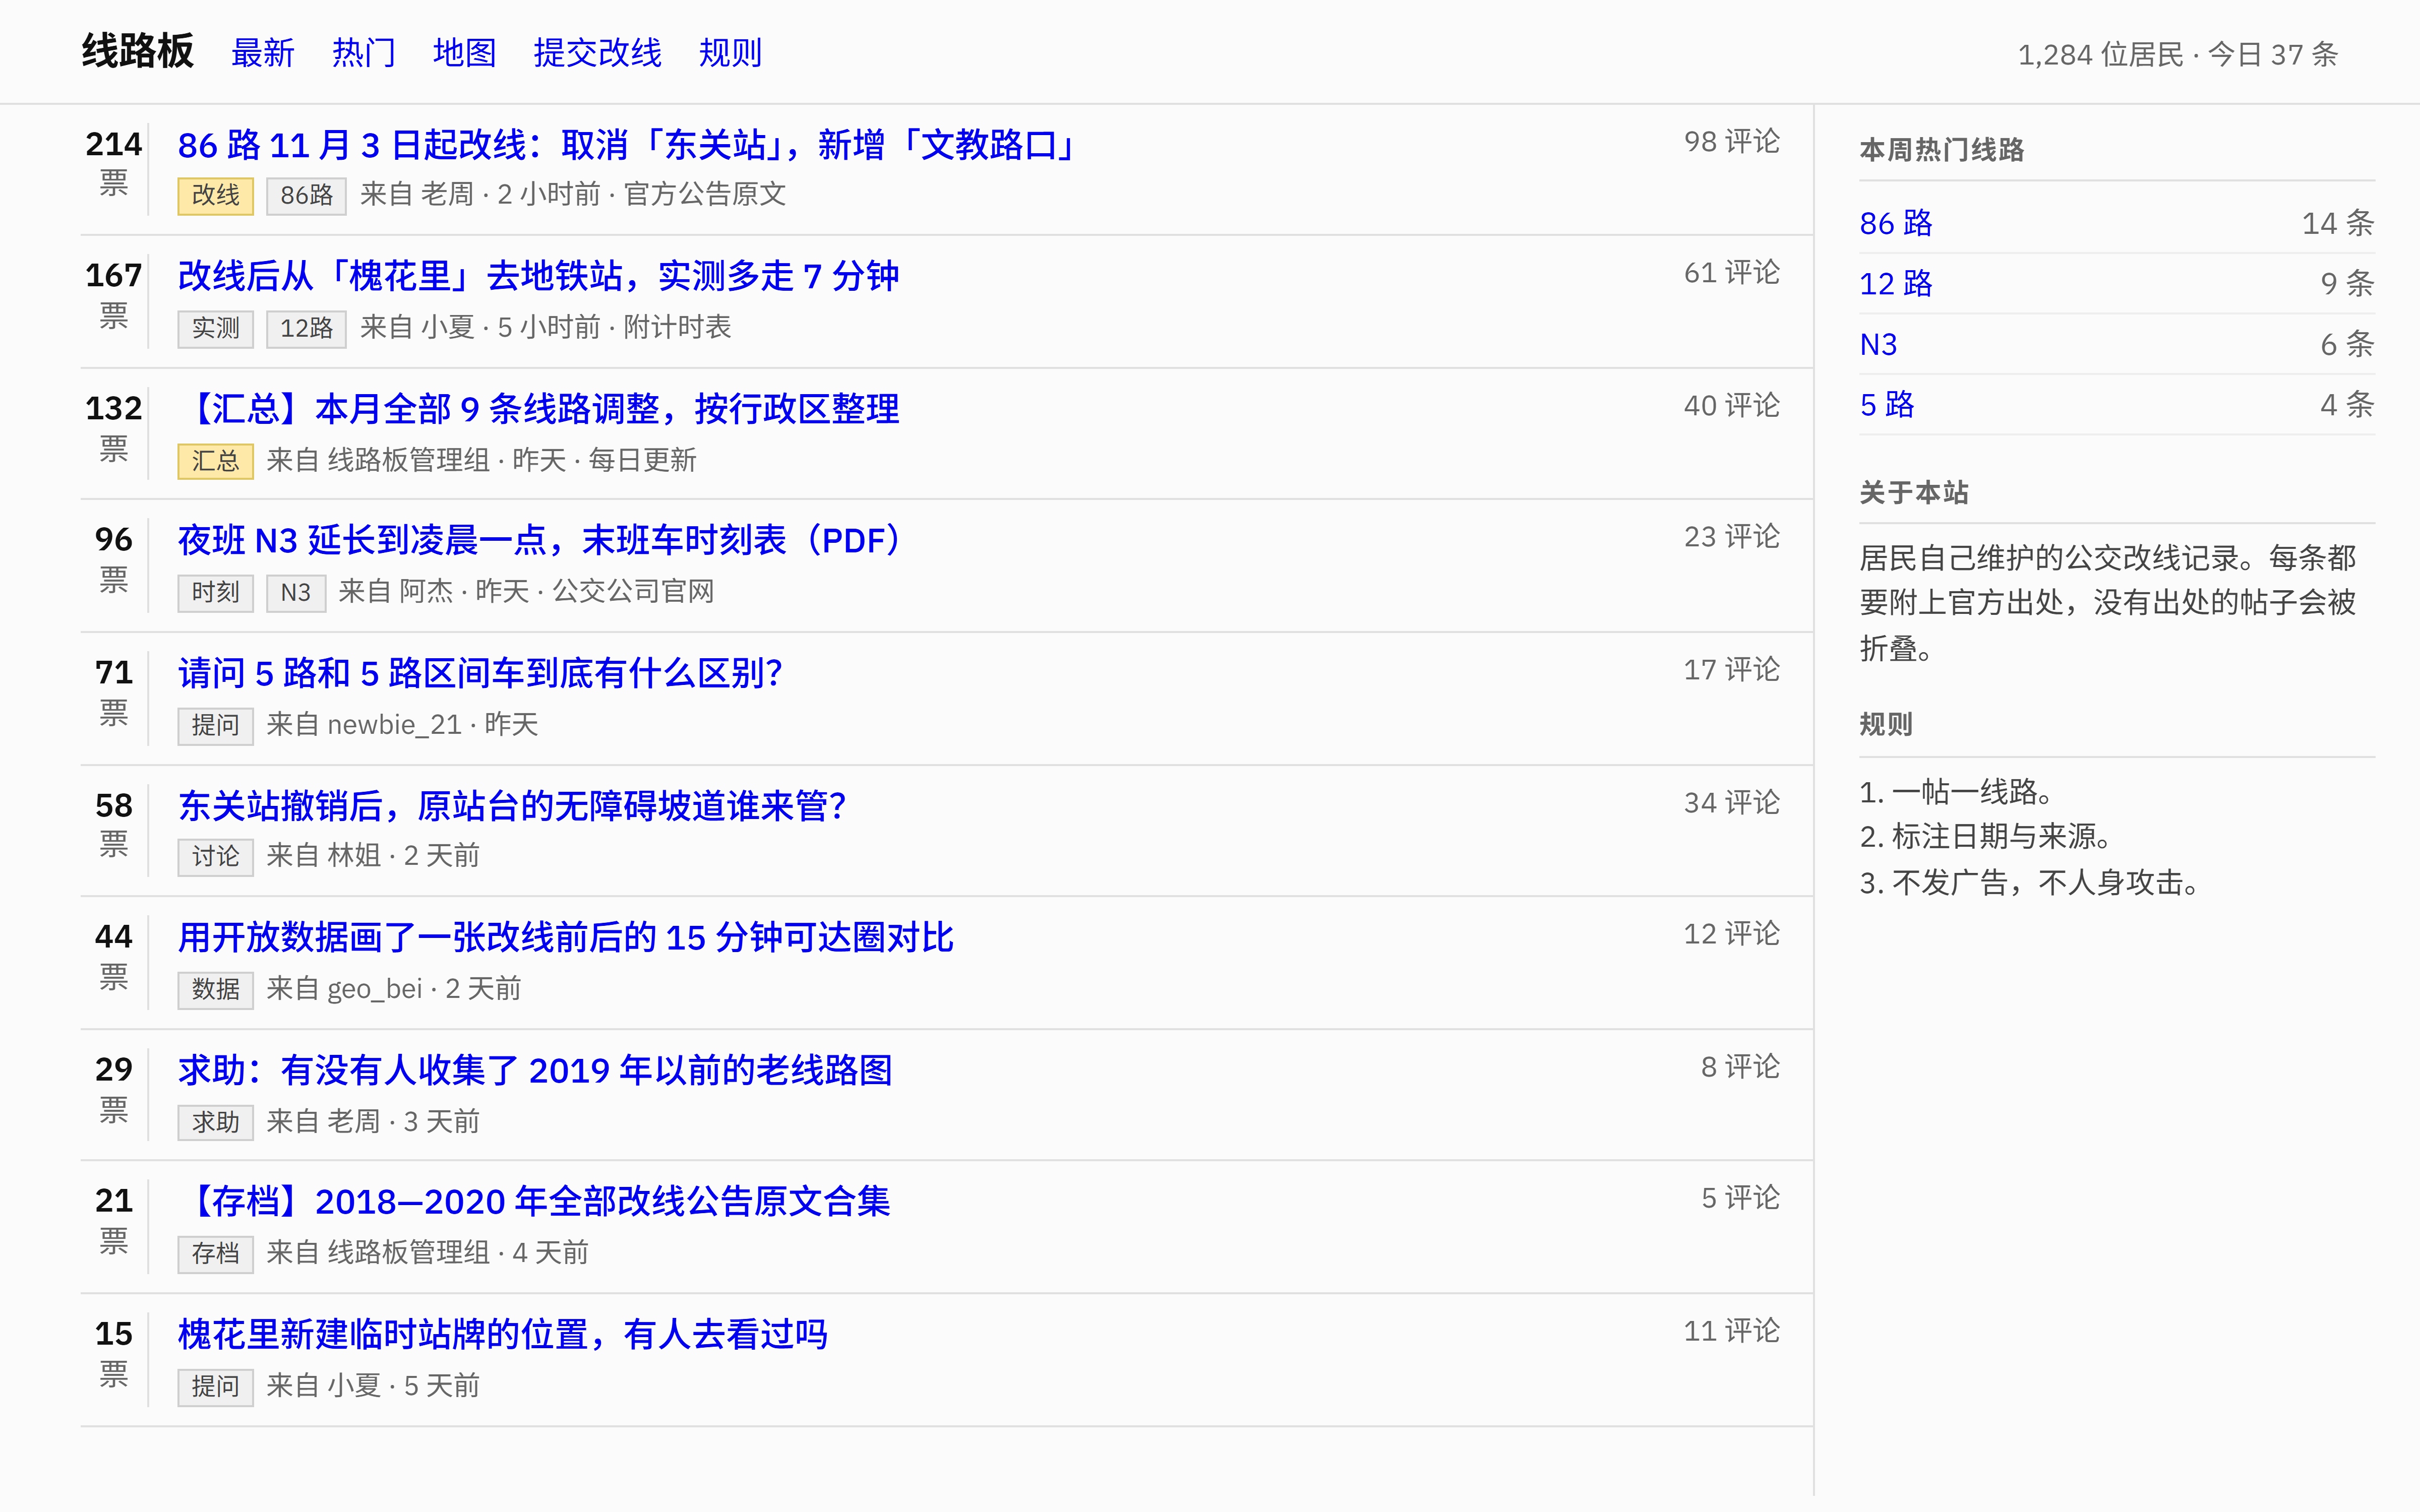 线路板 最新 热门 地图 提交改线 规则 1,284 位居民 · 今日 37 条
214 票
86 路 11 月 3 日起改线：取消「东关站」，新增「文教路口」 98 评论
改线 86路 来自 老周 · 2 小时前 · 官方公告原文
167 票
改线后从「槐花里」去地铁站，实测多走 7 分钟 61 评论
实测 12路 来自 小夏 · 5 小时前 · 附计时表
132 票
【汇总】本月全部 9 条线路调整，按行政区整理 40 评论
汇总 来自 线路板管理组 · 昨天 · 每日更新
96 票
夜班 N3 延长到凌晨一点，末班车时刻表（PDF） 23 评论
时刻 N3 来自 阿杰 · 昨天 · 公交公司官网
71 票
请问 5 路和 5 路区间车到底有什么区别？ 17 评论
提问 来自 newbie_21 · 昨天
58 票
东关站撤销后，原站台的无障碍坡道谁来管？ 34 评论
讨论 来自 林姐 · 2 天前
44 票
用开放数据画了一张改线前后的 15 分钟可达圈对比 12 评论
数据 来自 geo_bei · 2 天前
29 票
求助：有没有人收集了 2019 年以前的老线路图 8 评论
求助 来自 老周 · 3 天前
21 票
【存档】2018—2020 年全部改线公告原文合集 5 评论
存档 来自 线路板管理组 · 4 天前
15 票
槐花里新建临时站牌的位置，有人去看过吗 11 评论
提问 来自 小夏 · 5 天前
本周热门线路
86 路 14 条
12 路 9 条
N3 6 条
5 路 4 条
关于本站
居民自己维护的公交改线记录。每条都
要附上官方出处，没有出处的帖子会被
折叠。
规则
1. 一帖一线路。
2. 标注日期与来源。
3. 不发广告，不人身攻击。